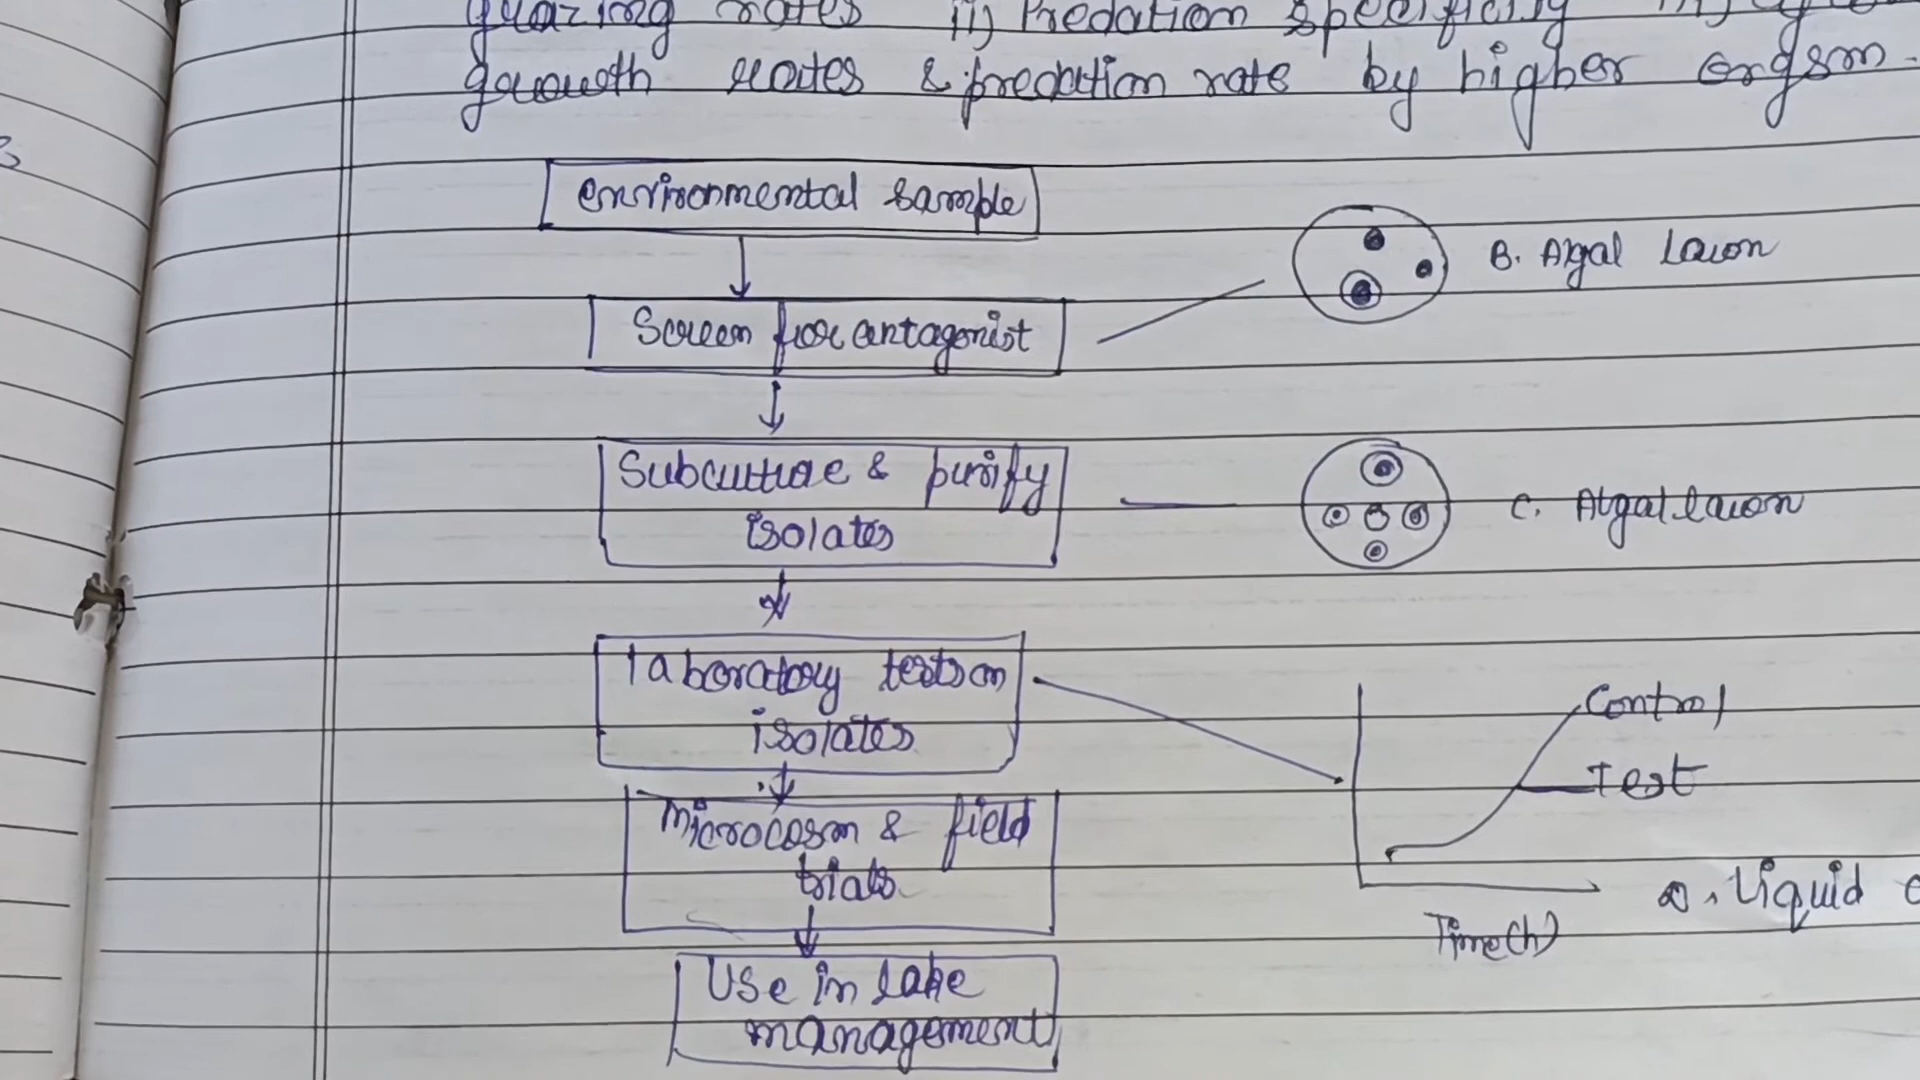 grazing rates ii) Predation specificity
growth rates & predation rate by higher orgsm.
environmental sample
B. Algal Lawn
Screen for antagonist
Subculture & purify
isolates
C. Algal lawn
laboratory tests on
isolates
Control
Test
Microcosm & field
trials
D. Liquid
Time(h)
Use in lake
management